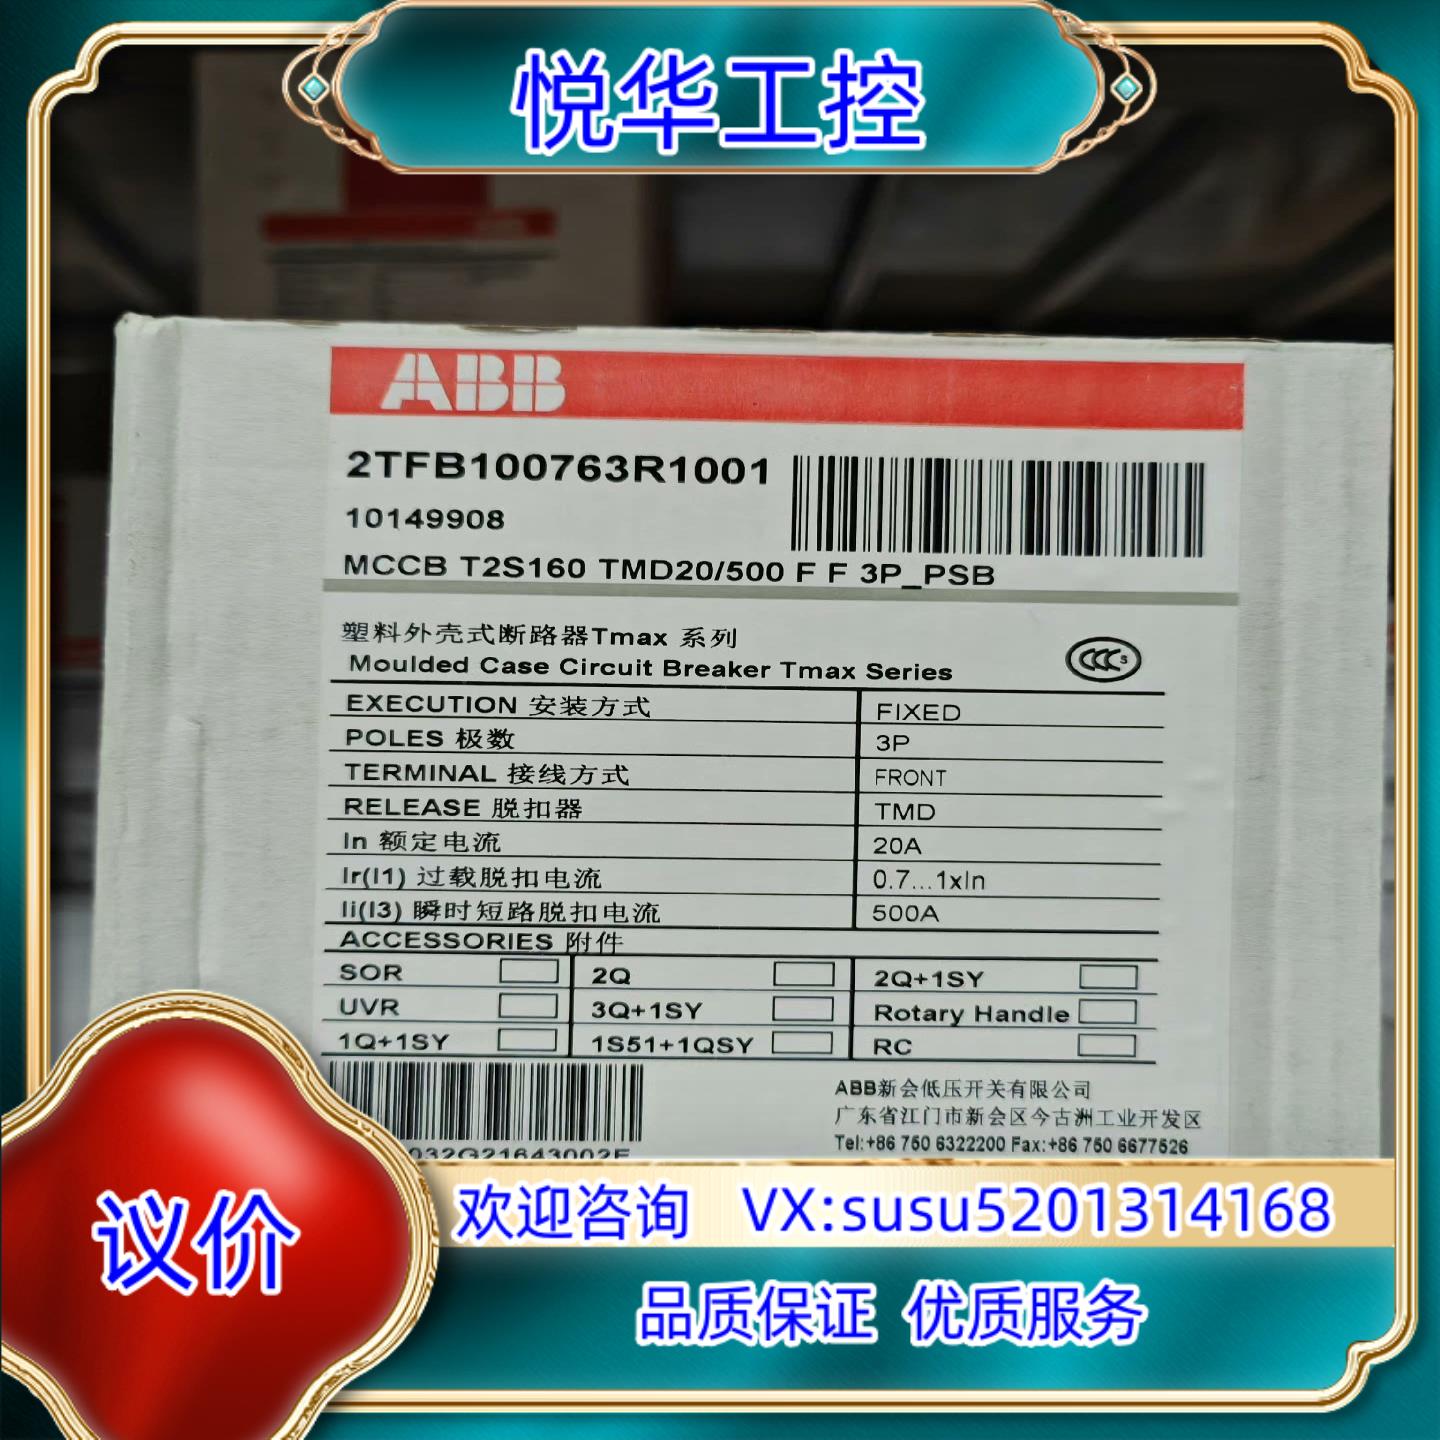 悦华工控
ABB
2TFB100763R1001
10149908
MCCB T2S160 TMD20/500 F F 3P_PSB
塑料外壳式断路器Tmax 系列
Moulded Case Circuit Breaker Tmax Series
CCC S
EXECUTION 安装方式 FIXED
POLES 极数 3P
TERMINAL 接线方式 FRONT
RELEASE 脱扣器 TMD
In 额定电流 20A
Ir(I1) 过载脱扣电流 0.7...1xIn
Ii(I3) 瞬时短路脱扣电流 500A
ACCESSORIES 附件
SOR 2Q 2Q+1SY
UVR 3Q+1SY Rotary Handle
1Q+1SY 1S51+1QSY RC
ABB新会低压开关有限公司
广东省江门市新会区今古洲工业开发区
Tel:+86 750 6322200 Fax:+86 750 6677526
议价
欢迎咨询 VX:susu5201314168
品质保证 优质服务